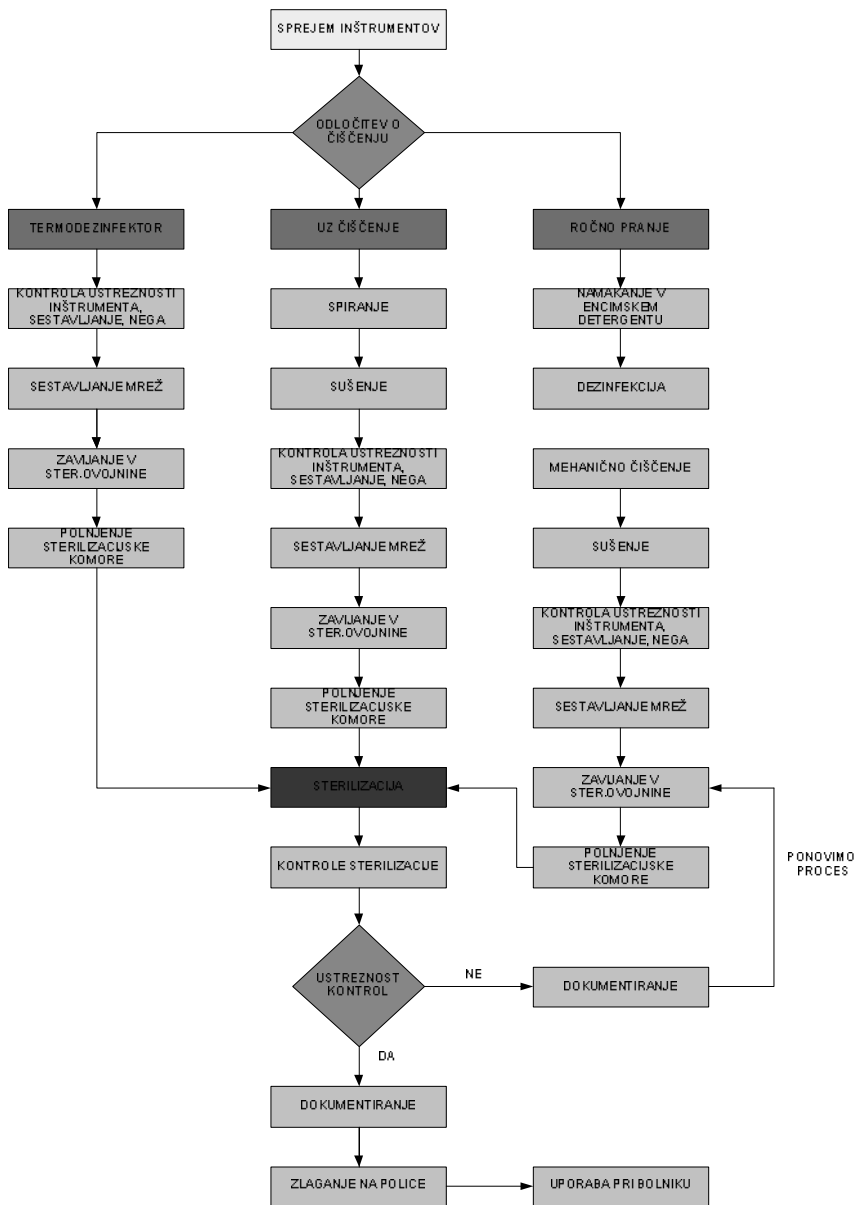 SPREJEM INŠTRUMENTOV
ODLOČITEV O
ČIŠČENJU
TERMODEZINFEKTOR
UZ ČIŠČENJE
ROČNO PRANJE
KONTROLA USTREZNOSTI
INŠTRUMENTA,
SESTAVLJANJE, NEGA
SPIRANJE
NAMAKANJE V
ENCIMSKEM
DETERGENTU
SESTAVLJANJE MREŽ
SUŠENJE
DEZINFEKCIJA
ZAVIJANJE V
STER.OVOJNINE
KONTROLA USTREZNOSTI
INŠTRUMENTA,
SESTAVLJANJE, NEGA
MEHANIČNO ČIŠČENJE
POLNJENJE
STERILIZACIJSKE
KOMORE
SESTAVLJANJE MREŽ
SUŠENJE
ZAVIJANJE V
STER.OVOJNINE
KONTROLA USTREZNOSTI
INŠTRUMENTA,
SESTAVLJANJE, NEGA
POLNJENJE
STERILIZACIJSKE
KOMORE
SESTAVLJANJE MREŽ
STERILIZACIJA
ZAVIJANJE V
STER.OVOJNINE
KONTROLE STERILIZACIJE
POLNJENJE
STERILIZACIJSKE
KOMORE
PONOVIMO
PROCES
USTREZNOST
KONTROL
NE
DOKUMENTIRANJE
DA
DOKUMENTIRANJE
ZLAGANJE NA POLICE
UPORABA PRI BOLNIKU